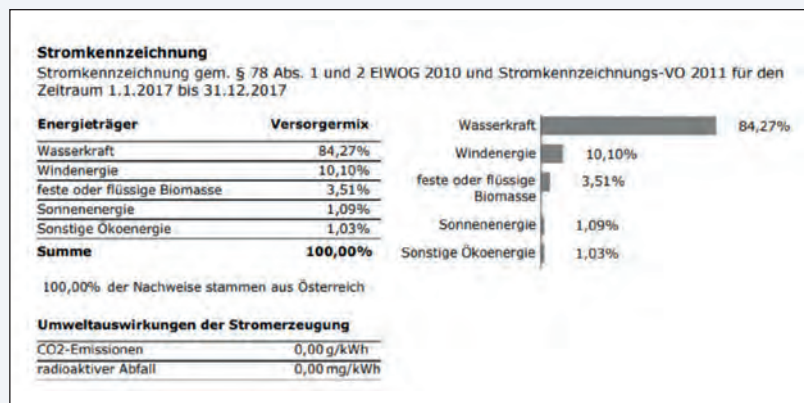 Stromkennzeichnung
Stromkennzeichnung gem. § 78 Abs. 1 und 2 ElWOG 2010 und Stromkennzeichnungs-VO 2011 für den
Zeitraum 1.1.2017 bis 31.12.2017
Energieträger Versorgermix
Wasserkraft 84,27%
Windenergie 10,10%
feste oder flüssige Biomasse 3,51%
Sonnenenergie 1,09%
Sonstige Ökoenergie 1,03%
Summe 100,00%
100,00% der Nachweise stammen aus Österreich
Umweltauswirkungen der Stromerzeugung
CO2-Emissionen 0,00 g/kWh
radioaktiver Abfall 0,00 mg/kWh
Wasserkraft 84,27%
Windenergie 10,10%
feste oder flüssige
Biomasse 3,51%
Sonnenenergie 1,09%
Sonstige Ökoenergie 1,03%